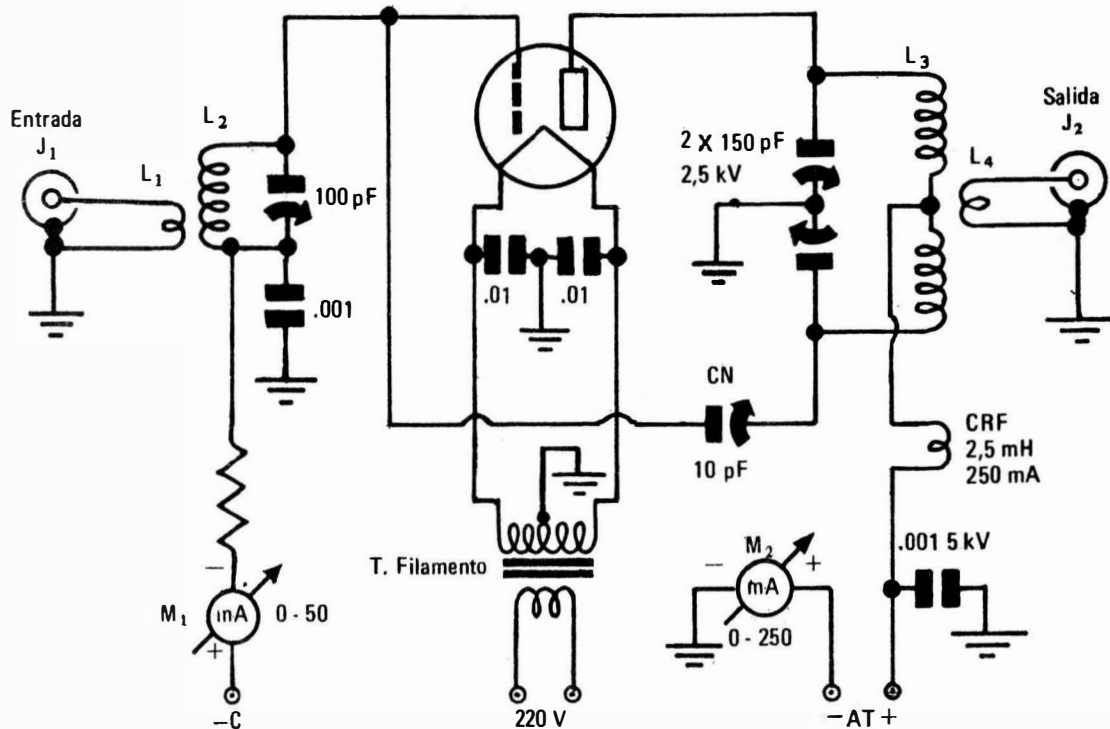 Entrada
J1
L1
L2
100 pF
.001
.01
.01
2 X 150 pF
2,5 kV
L3
L4
Salida
J2
CN
10 pF
CRF
2,5 mH
250 mA
.001 5 kV
T. Filamento
M1
−
mA
+
0 - 50
M2
−
+
mA
0 - 250
−C
220 V
− AT +